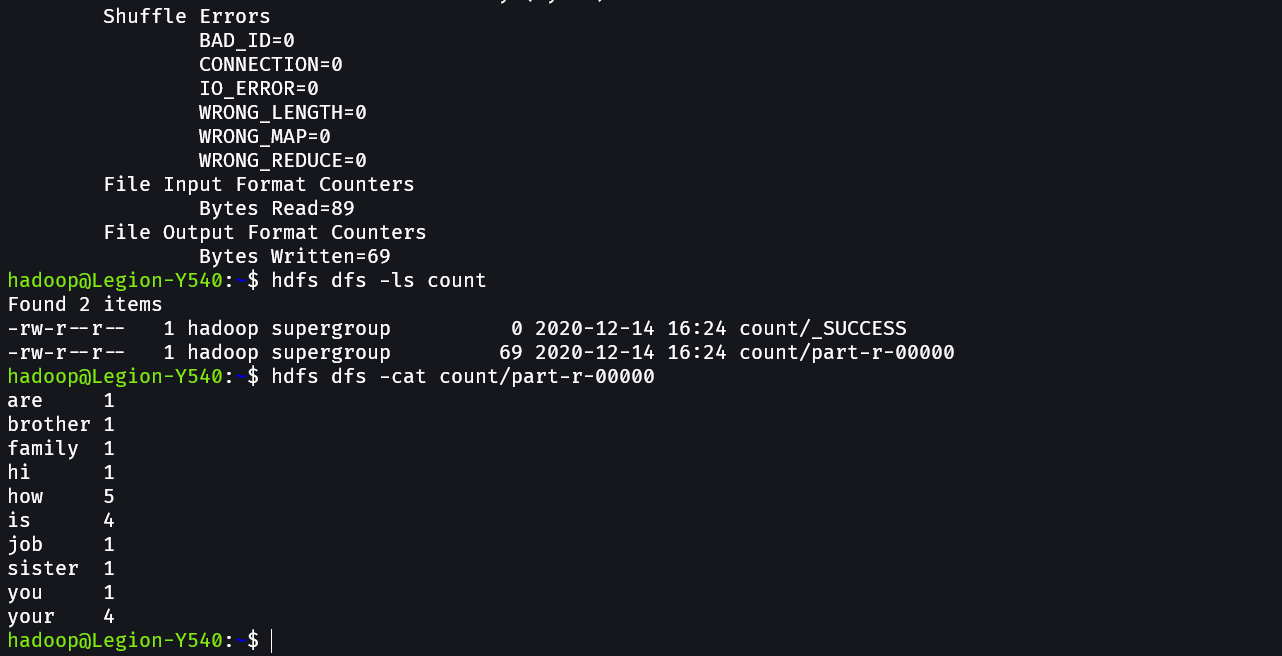 Shuffle Errors
BAD_ID=0
CONNECTION=0
IO_ERROR=0
WRONG_LENGTH=0
WRONG_MAP=0
WRONG_REDUCE=0
File Input Format Counters
Bytes Read=89
File Output Format Counters
Bytes Written=69
hadoop@Legion-Y540:~$ hdfs dfs -ls count
Found 2 items
-rw-r--r-- 1 hadoop supergroup 0 2020-12-14 16:24 count/_SUCCESS
-rw-r--r-- 1 hadoop supergroup 69 2020-12-14 16:24 count/part-r-00000
hadoop@Legion-Y540:~$ hdfs dfs -cat count/part-r-00000
are 1
brother 1
family 1
hi 1
how 5
is 4
job 1
sister 1
you 1
your 4
hadoop@Legion-Y540:~$